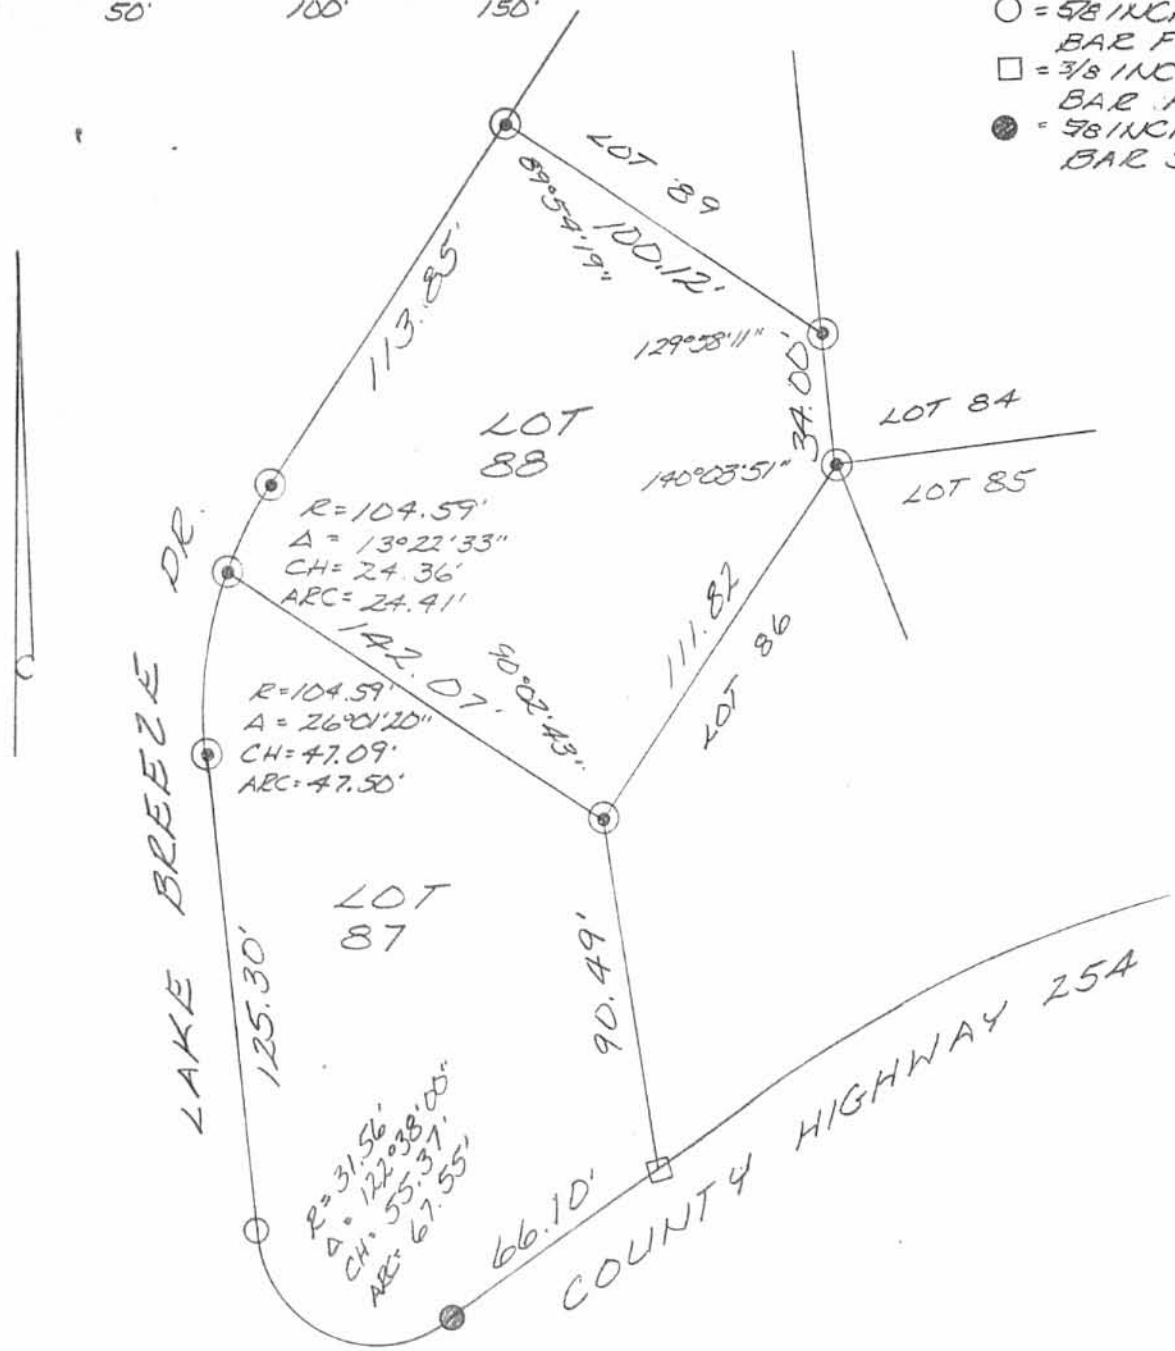 50' 100' 150'
○ = 5/8 INC
BAR F
□ = 3/8 INC
BAR
● = 5/8 INC
BAR
LOT 89
89°54'19"
100.12'
113.85'
129°58'11"
34.00'
LOT 84
LOT
88
140°03'51"
LOT 85
R=104.59'
Δ = 13°22'33"
CH= 24.36'
ARC= 24.41'
142.07'
90°02'43"
111.82
LOT 86
R=104.59'
Δ = 26°01'20"
CH= 47.09'
ARC= 47.50'
LAKE BREEZE DR.
LOT
87
125.30'
90.49'
R= 31.56'
Δ= 122°38'00"
CH= 55.37'
ARC= 67.55'
66.10'
COUNTY HIGHWAY 254